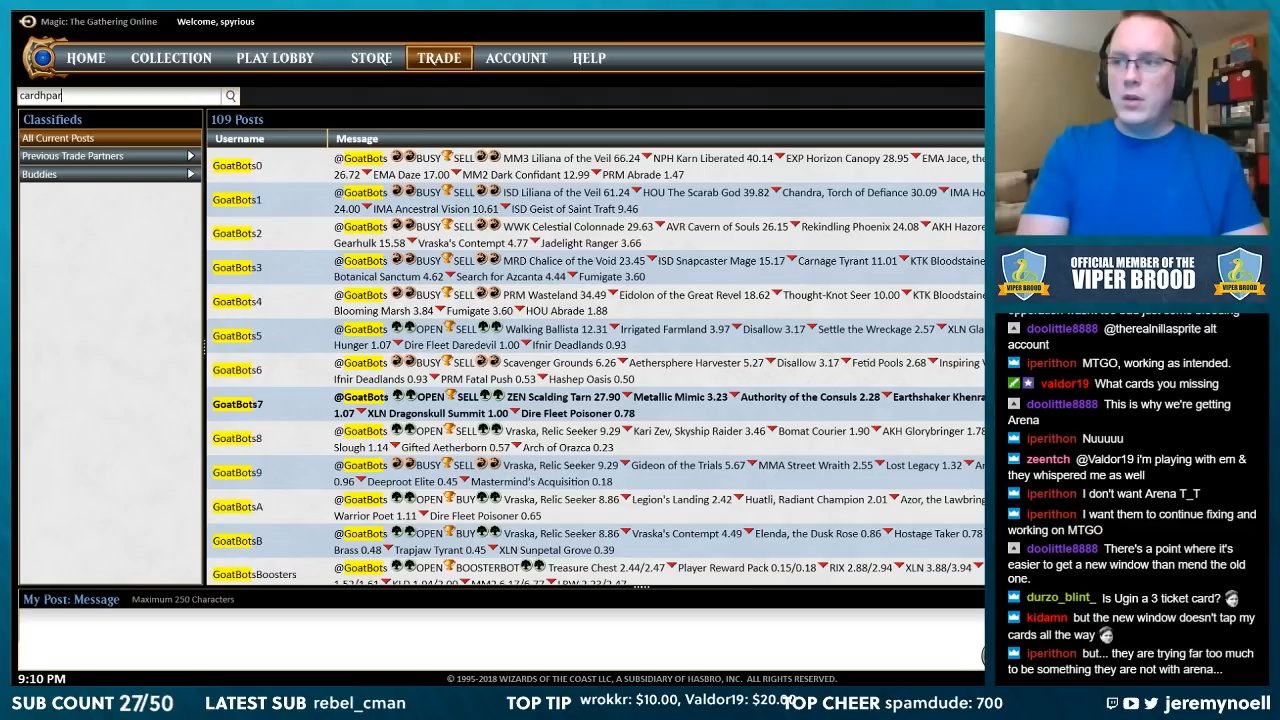 Magic: The Gathering Online
Welcome, spyrious
HOME
COLLECTION
PLAY LOBBY
STORE
TRADE
ACCOUNT
HELP
cardhpar
Classifieds
All Current Posts
Previous Trade Partners
Buddies
109 Posts
Username
Message
GoatBots0
@GoatBots BUSY SELL MM3 Liliana of the Veil 66.24 NPH Karn Liberated 40.14 EXP Horizon Canopy 28.95 EMA Jace, the
26.72 EMA Daze 17.00 MM2 Dark Confidant 12.99 PRM Abrade 1.47
GoatBots1
@GoatBots BUSY SELL ISD Liliana of the Veil 61.24 HOU The Scarab God 39.82 Chandra, Torch of Defiance 30.09 IMA Ho
24.00 IMA Ancestral Vision 10.61 ISD Geist of Saint Traft 9.46
GoatBots2
@GoatBots BUSY SELL WWK Celestial Colonnade 29.63 AVR Cavern of Souls 26.15 Rekindling Phoenix 24.08 AKH Hazore
Gearhulk 15.58 Vraska's Contempt 4.77 Jadelight Ranger 3.66
GoatBots3
@GoatBots BUSY SELL MRD Chalice of the Void 23.45 ISD Snapcaster Mage 15.17 Carnage Tyrant 11.01 KTK Bloodstaine
Botanical Sanctum 4.62 Search for Azcanta 4.44 Fumigate 3.60
GoatBots4
@GoatBots BUSY SELL PRM Wasteland 34.49 Eidolon of the Great Revel 18.62 Thought-Knot Seer 10.00 KTK Bloodstaine
Blooming Marsh 3.84 Fumigate 3.60 HOU Abrade 1.88
GoatBots5
@GoatBots OPEN SELL Walking Ballista 12.31 Irrigated Farmland 3.97 Disallow 3.17 Settle the Wreckage 2.57 XLN Gla
Hunger 1.07 Dire Fleet Daredevil 1.00 Ifnir Deadlands 0.93
GoatBots6
@GoatBots BUSY SELL Scavenger Grounds 6.26 Aethersphere Harvester 5.27 Disallow 3.17 Fetid Pools 2.68 Inspiring V
Ifnir Deadlands 0.93 PRM Fatal Push 0.53 Hashep Oasis 0.50
GoatBots7
@GoatBots OPEN SELL ZEN Scalding Tarn 27.90 Metallic Mimic 3.23 Authority of the Consuls 2.28 Earthshaker Khenra
1.07 XLN Dragonskull Summit 1.00 Dire Fleet Poisoner 0.78
GoatBots8
@GoatBots OPEN SELL Vraska, Relic Seeker 9.29 Kari Zev, Skyship Raider 3.46 Bomat Courier 1.90 AKH Glorybringer 1.78
Slough 1.14 Gifted Aetherborn 0.57 Arch of Orazca 0.23
GoatBots9
@GoatBots BUSY SELL Vraska, Relic Seeker 9.29 Gideon of the Trials 5.67 MMA Street Wraith 2.55 Lost Legacy 1.32
0.96 Deeproot Elite 0.45 Mastermind's Acquisition 0.18
GoatBotsA
@GoatBots OPEN BUY Vraska, Relic Seeker 8.86 Legion's Landing 2.42 Huatli, Radiant Champion 2.01 Azor, the Lawbring
Warrior Poet 1.11 Dire Fleet Poisoner 0.65
GoatBotsB
@GoatBots OPEN BUY Vraska, Relic Seeker 8.86 Vraska's Contempt 4.49 Elenda, the Dusk Rose 0.86 Hostage Taker 0.78
Brass 0.48 Trapjaw Tyrant 0.45 XLN Sunpetal Grove 0.39
GoatBotsBoosters
@GoatBots OPEN BOOSTERBOT Treasure Chest 2.44/2.47 Player Reward Pack 0.15/0.18 RIX 2.88/2.94 XLN 3.88/3.94
My Post: Message
Maximum 250 Characters
9:10 PM
© 1995-2018 WIZARDS OF THE COAST LLC, A SUBSIDIARY OF HASBRO, INC. ALL RIGHTS RESERVED.
OFFICIAL MEMBER OF THE
VIPER BROOD
doolittle8888 @therealnillasprite alt
account
iperithon MTGO, working as intended.
valdor19 What cards you missing
doolittle8888 This is why we're getting
Arena
iperithon Nuuuuu
zeentch @Valdor19 i'm playing with em &
they whispered me as well
iperithon I don't want Arena T_T
iperithon I want them to continue fixing and
working on MTGO
doolittle8888 There's a point where it's
easier to get a new window than mend the old
one.
durzo_blint_ Is Ugin a 3 ticket card?
kidamn but the new window doesn't tap my
cards all the way
iperithon but... they are trying far too much
to be something they are not with arena...
SUB COUNT 27/50
LATEST SUB rebel_cman
TOP TIP wrokkr: $10.00, Valdor19: $20.00
TOP CHEER spamdude: 700
jeremynoell